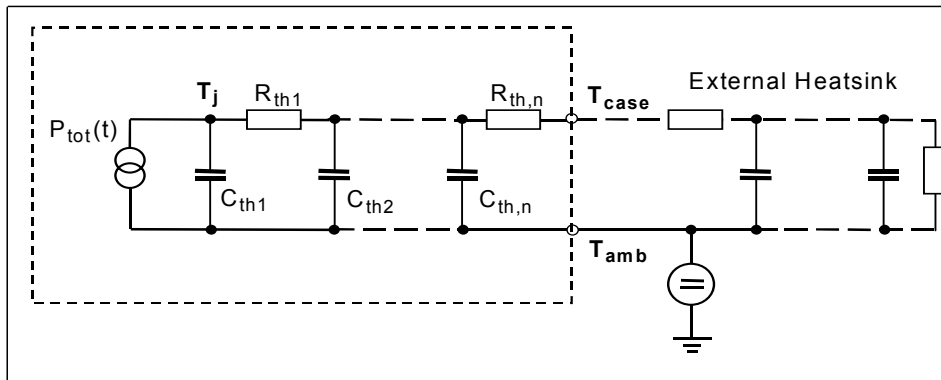 External Heatsink
T_j
R_th1
R_th,n
T_case
P_tot(t)
C_th1
C_th2
C_th,n
T_amb